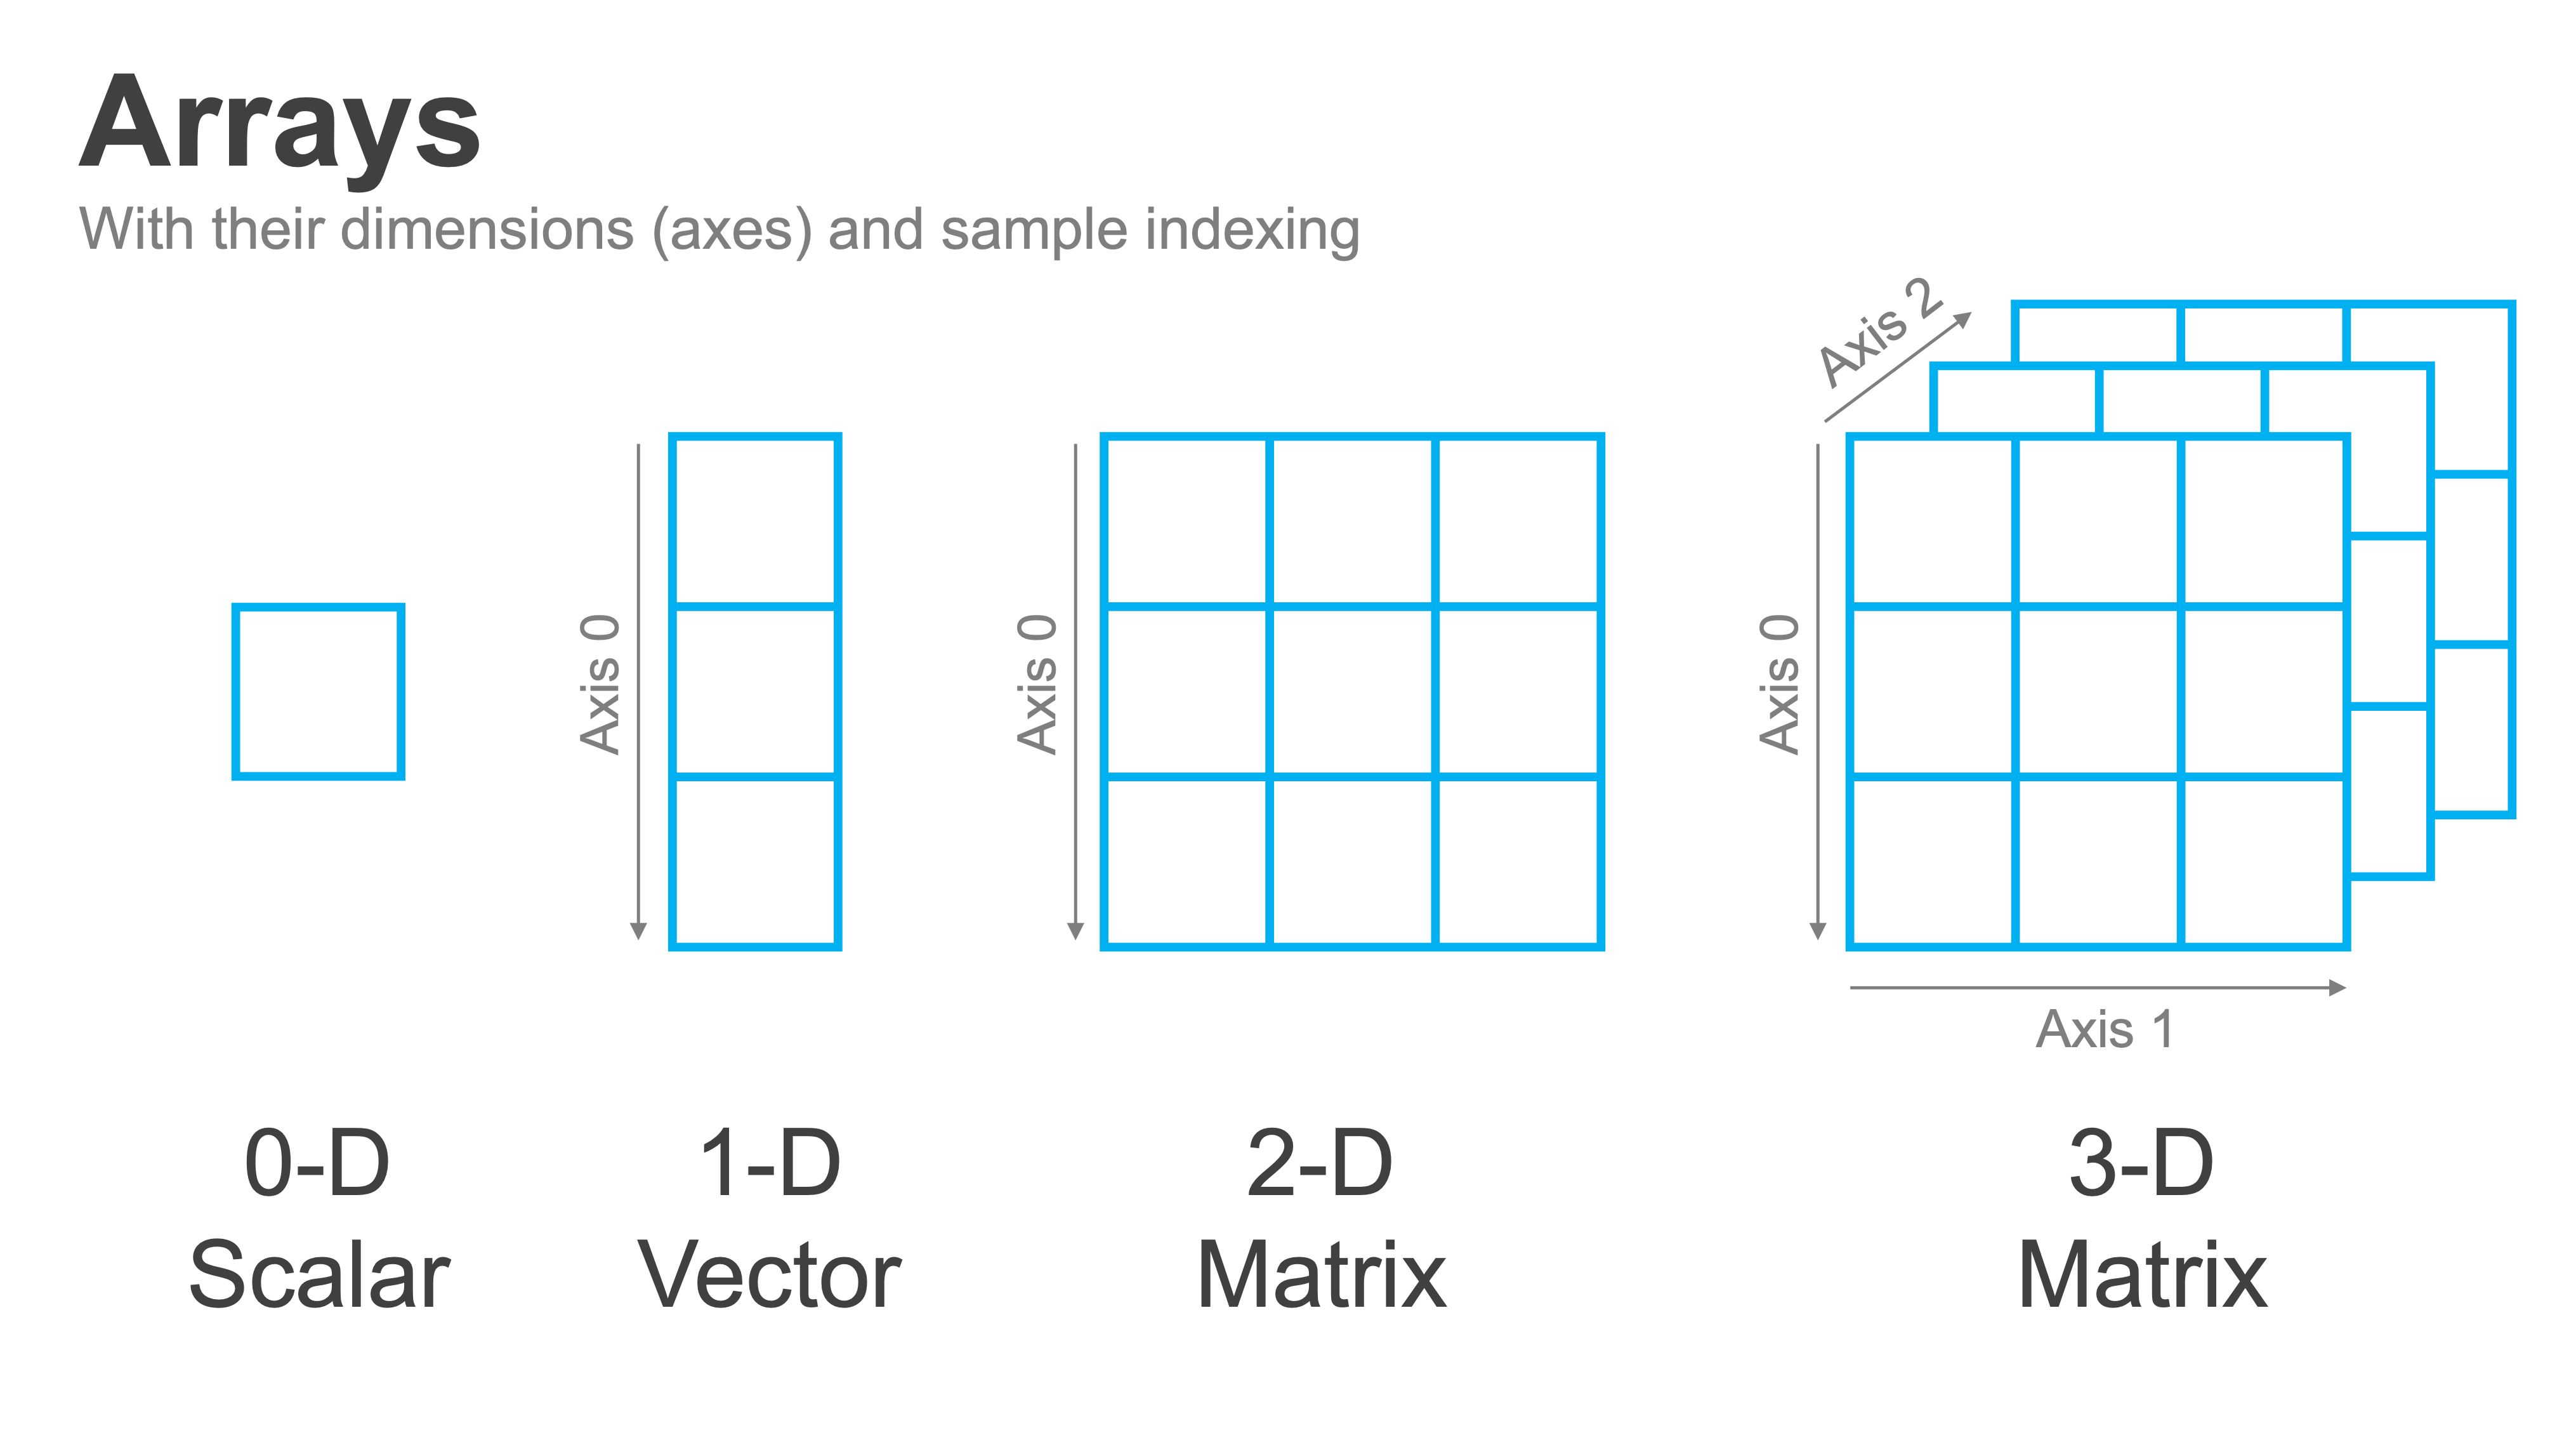 Arrays
With their dimensions (axes) and sample indexing
Axis 0
Axis 0
Axis 2
Axis 0
Axis 1
0-D
Scalar
1-D
Vector
2-D
Matrix
3-D
Matrix